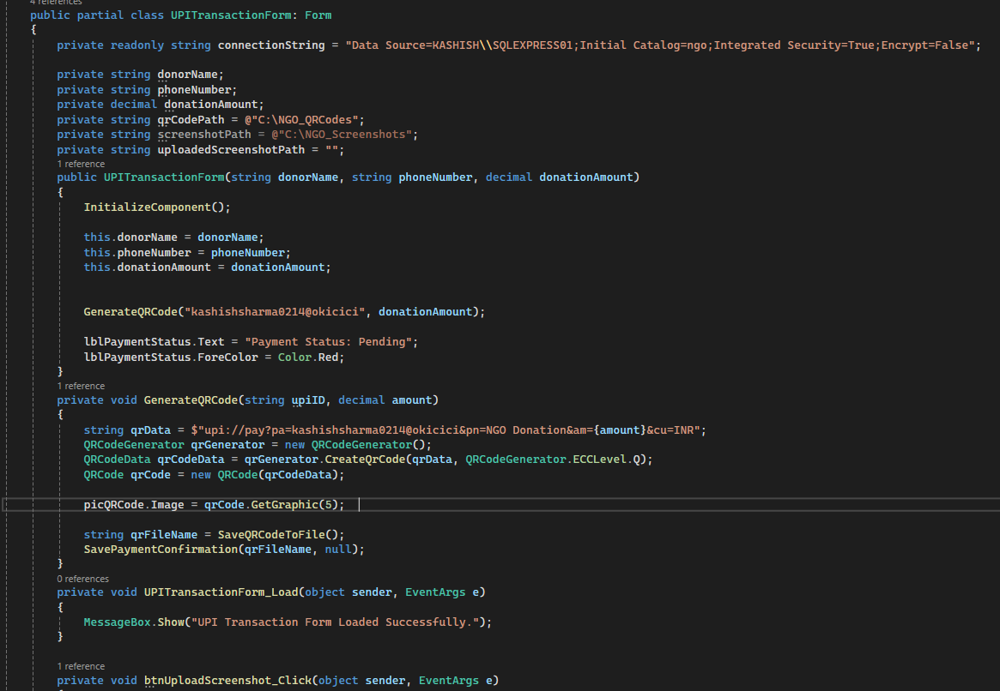 4 references
public partial class UPITransactionForm: Form
{
private readonly string connectionString = "Data Source=KASHISH\\SQLEXPRESS01;Initial Catalog=ngo;Integrated Security=True;Encrypt=False";
private string donorName;
private string phoneNumber;
private decimal donationAmount;
private string qrCodePath = @"C:\NGO_QRCodes";
private string screenshotPath = @"C:\NGO_Screenshots";
private string uploadedScreenshotPath = "";
1 reference
public UPITransactionForm(string donorName, string phoneNumber, decimal donationAmount)
{
InitializeComponent();
this.donorName = donorName;
this.phoneNumber = phoneNumber;
this.donationAmount = donationAmount;
GenerateQRCode("kashishsharma0214@okicici", donationAmount);
lblPaymentStatus.Text = "Payment Status: Pending";
lblPaymentStatus.ForeColor = Color.Red;
}
1 reference
private void GenerateQRCode(string upiID, decimal amount)
{
string qrData = $"upi://pay?pa=kashishsharma0214@okicici&pn=NGO Donation&am={amount}&cu=INR";
QRCodeGenerator qrGenerator = new QRCodeGenerator();
QRCodeData qrCodeData = qrGenerator.CreateQrCode(qrData, QRCodeGenerator.ECCLevel.Q);
QRCode qrCode = new QRCode(qrCodeData);
picQRCode.Image = qrCode.GetGraphic(5);
string qrFileName = SaveQRCodeToFile();
SavePaymentConfirmation(qrFileName, null);
}
0 references
private void UPITransactionForm_Load(object sender, EventArgs e)
{
MessageBox.Show("UPI Transaction Form Loaded Successfully.");
}
1 reference
private void btnUploadScreenshot_Click(object sender, EventArgs e)
{